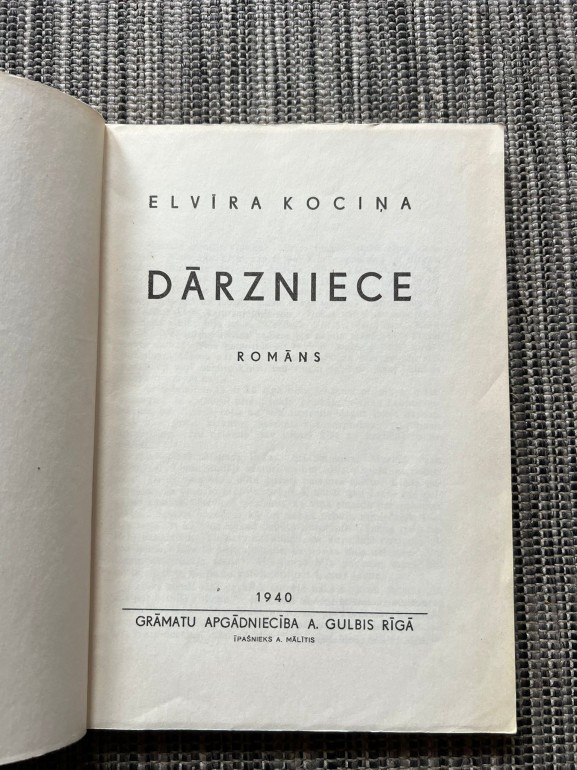 ELVĪRA KOCIŅA
DĀRZNIECE
ROMĀNS
1940
GRĀMATU APGĀDNIECĪBA A. GULBIS RĪGĀ
ĪPAŠNIEKS A. MĀLĪTIS